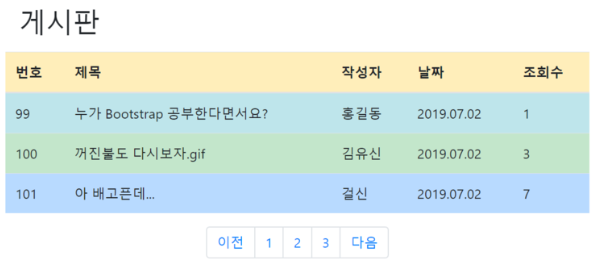 게시판
번호 제목 작성자 날짜 조회수
99 누가 Bootstrap 공부한다면서요? 홍길동 2019.07.02 1
100 꺼진불도 다시보자.gif 김유신 2019.07.02 3
101 아 배고픈데... 걸신 2019.07.02 7
이전 1 2 3 다음